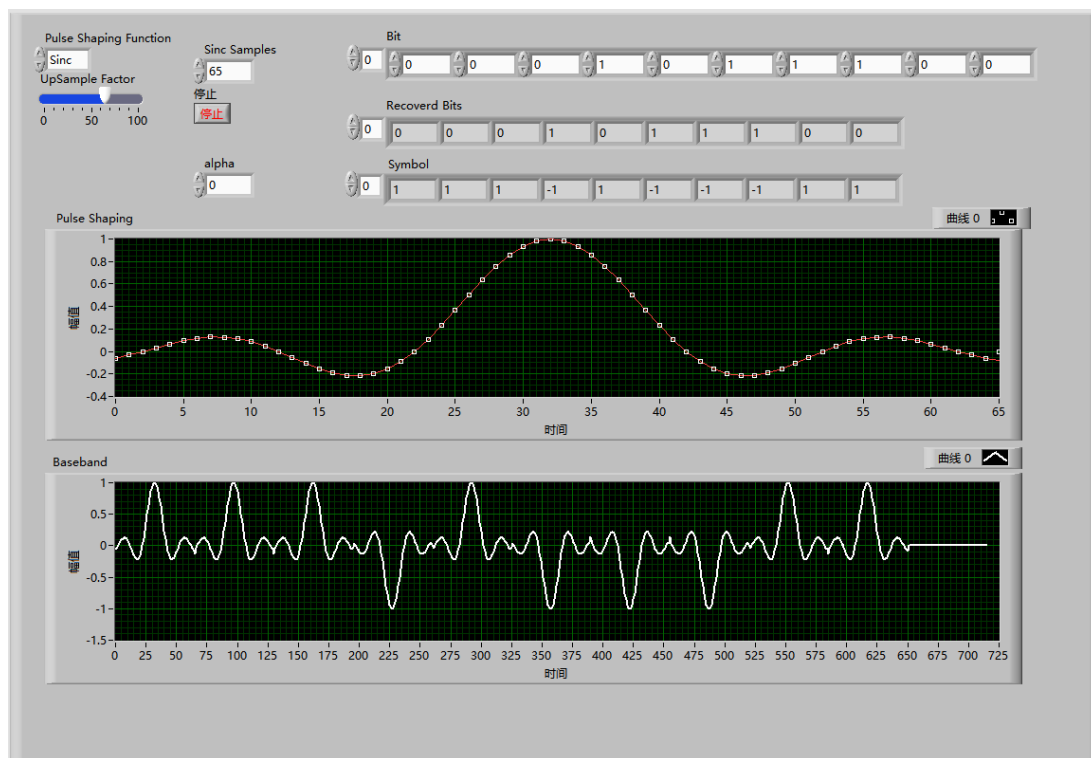 Pulse Shaping Function
Sinc
UpSample Factor
0 50 100
Sinc Samples
65
停止
停止
alpha
0
Bit
0 0 0 0 1 0 1 1 1 0 0
Recoverd Bits
0 0 0 0 1 0 1 1 1 0 0
Symbol
0 1 1 1 -1 1 -1 -1 -1 1 1
Pulse Shaping
曲线 0
1
0.8
0.6
0.4
0.2
0
-0.2
-0.4
幅值
0 5 10 15 20 25 30 35 40 45 50 55 60 65
时间
Baseband
曲线 0
1
0.5
0
-0.5
-1
-1.5
幅值
0 25 50 75 100 125 150 175 200 225 250 275 300 325 350 375 400 425 450 475 500 525 550 575 600 625 650 675 700 725
时间